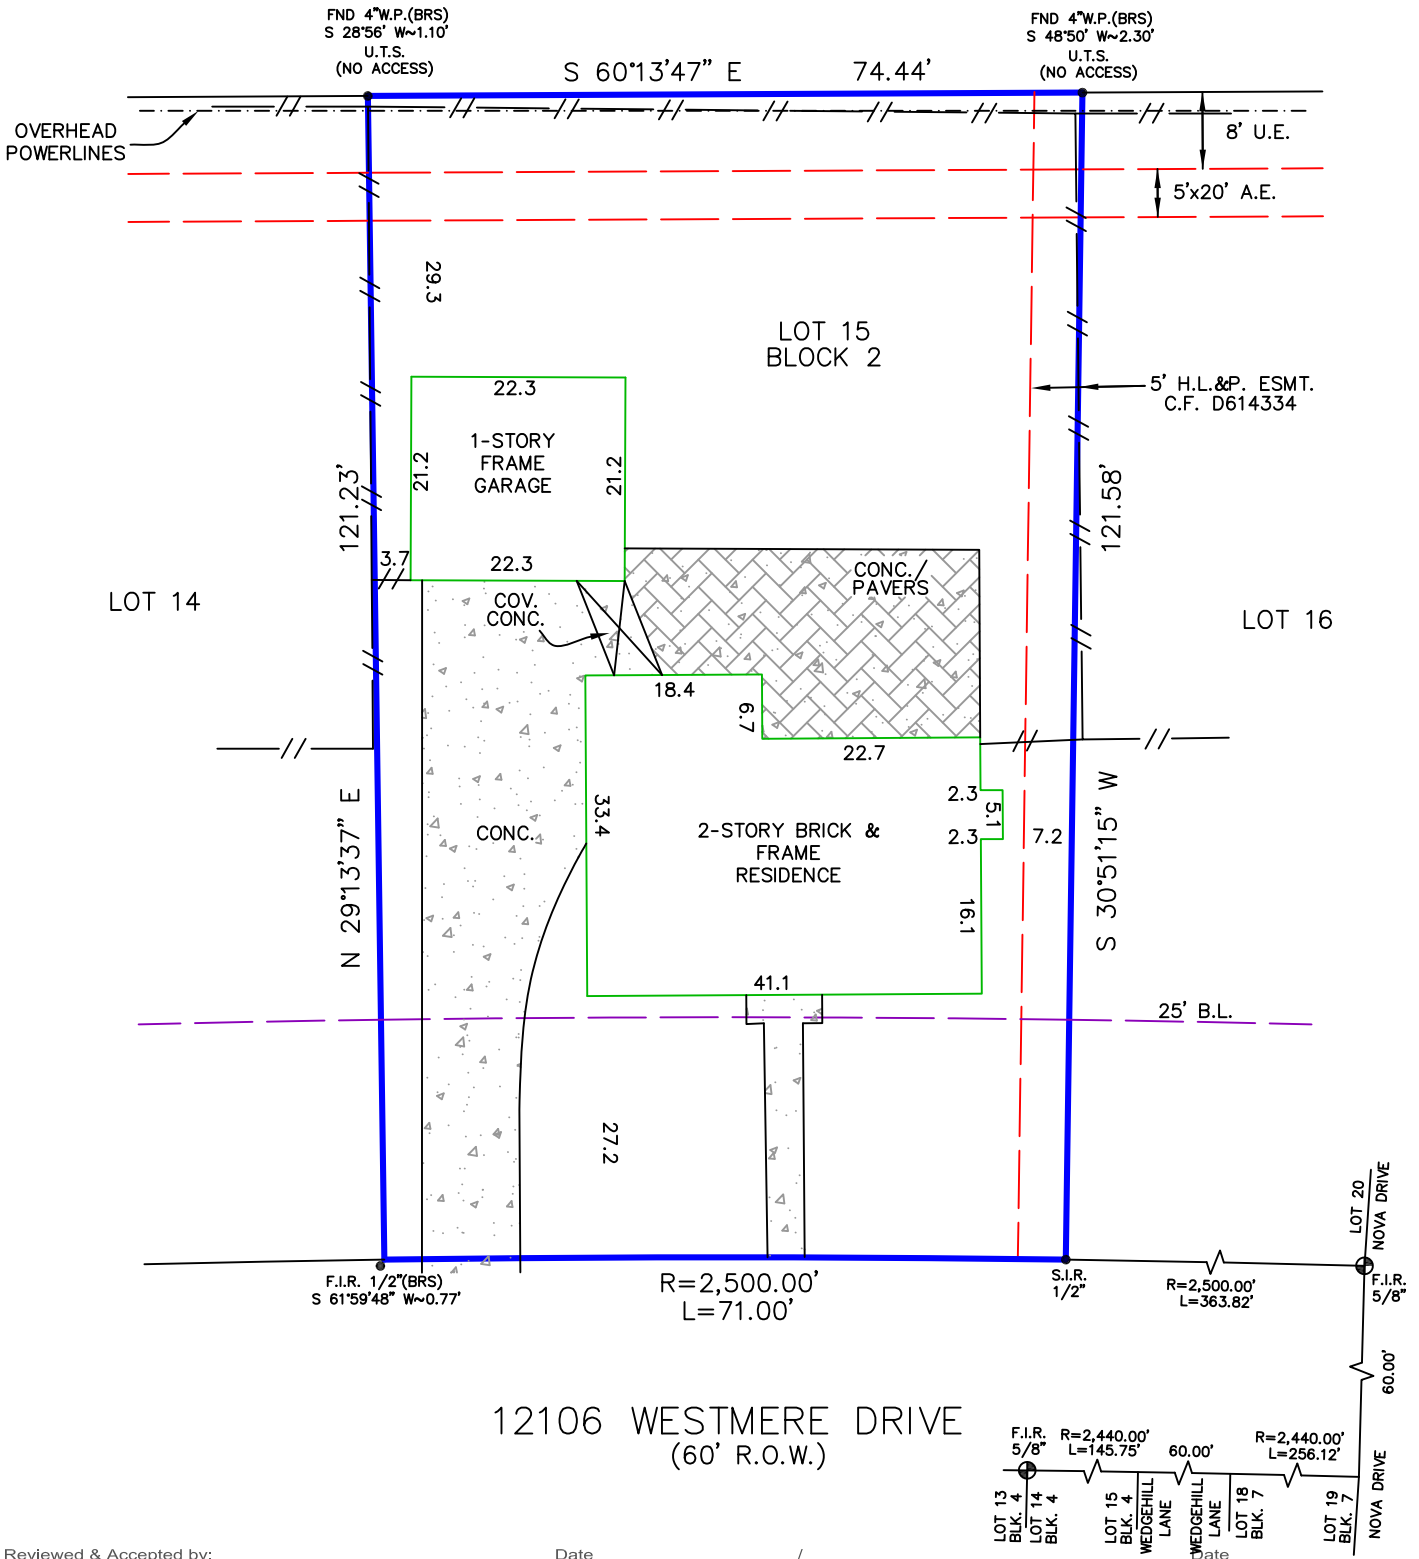 FND 4"W.P.(BRS)
S 28°56' W~1.10'
U.T.S.
(NO ACCESS)
FND 4"W.P.(BRS)
S 48°50' W~2.30'
U.T.S.
(NO ACCESS)
S 60°13'47" E 74.44'
OVERHEAD
POWERLINES
8' U.E.
5'x20' A.E.
29.3
LOT 15
BLOCK 2
22.3
5' H.L.&P. ESMT.
C.F. D614334
1-STORY
FRAME
GARAGE
21.2
21.2
121.23'
121.58'
3.7
22.3
CONC./
PAVERS
LOT 14
COV.
CONC.
LOT 16
18.4
6.7
22.7
2.3
5.1
2.3
7.2
33.4
CONC.
2-STORY BRICK &
FRAME
RESIDENCE
N 29°13'37" E
S 30°51'15" W
16.1
41.1
25' B.L.
27.2
LOT 20
NOVA DRIVE
F.I.R. 1/2"(BRS)
S 61°59'48" W~0.77'
R=2,500.00'
L=71.00'
S.I.R.
1/2"
R=2,500.00'
L=363.82'
F.I.R.
5/8"
60.00'
12106 WESTMERE DRIVE
(60' R.O.W.)
F.I.R.
5/8"
R=2,440.00'
L=145.75'
60.00'
R=2,440.00'
L=256.12'
LOT 13
BLK. 4
LOT 14
BLK. 4
LOT 15
BLK. 4
WEDGEHILL
LANE
WEDGEHILL
LANE
LOT 18
BLK. 7
LOT 19
BLK. 7
NOVA DRIVE
Reviewed & Accepted by: Date / Date